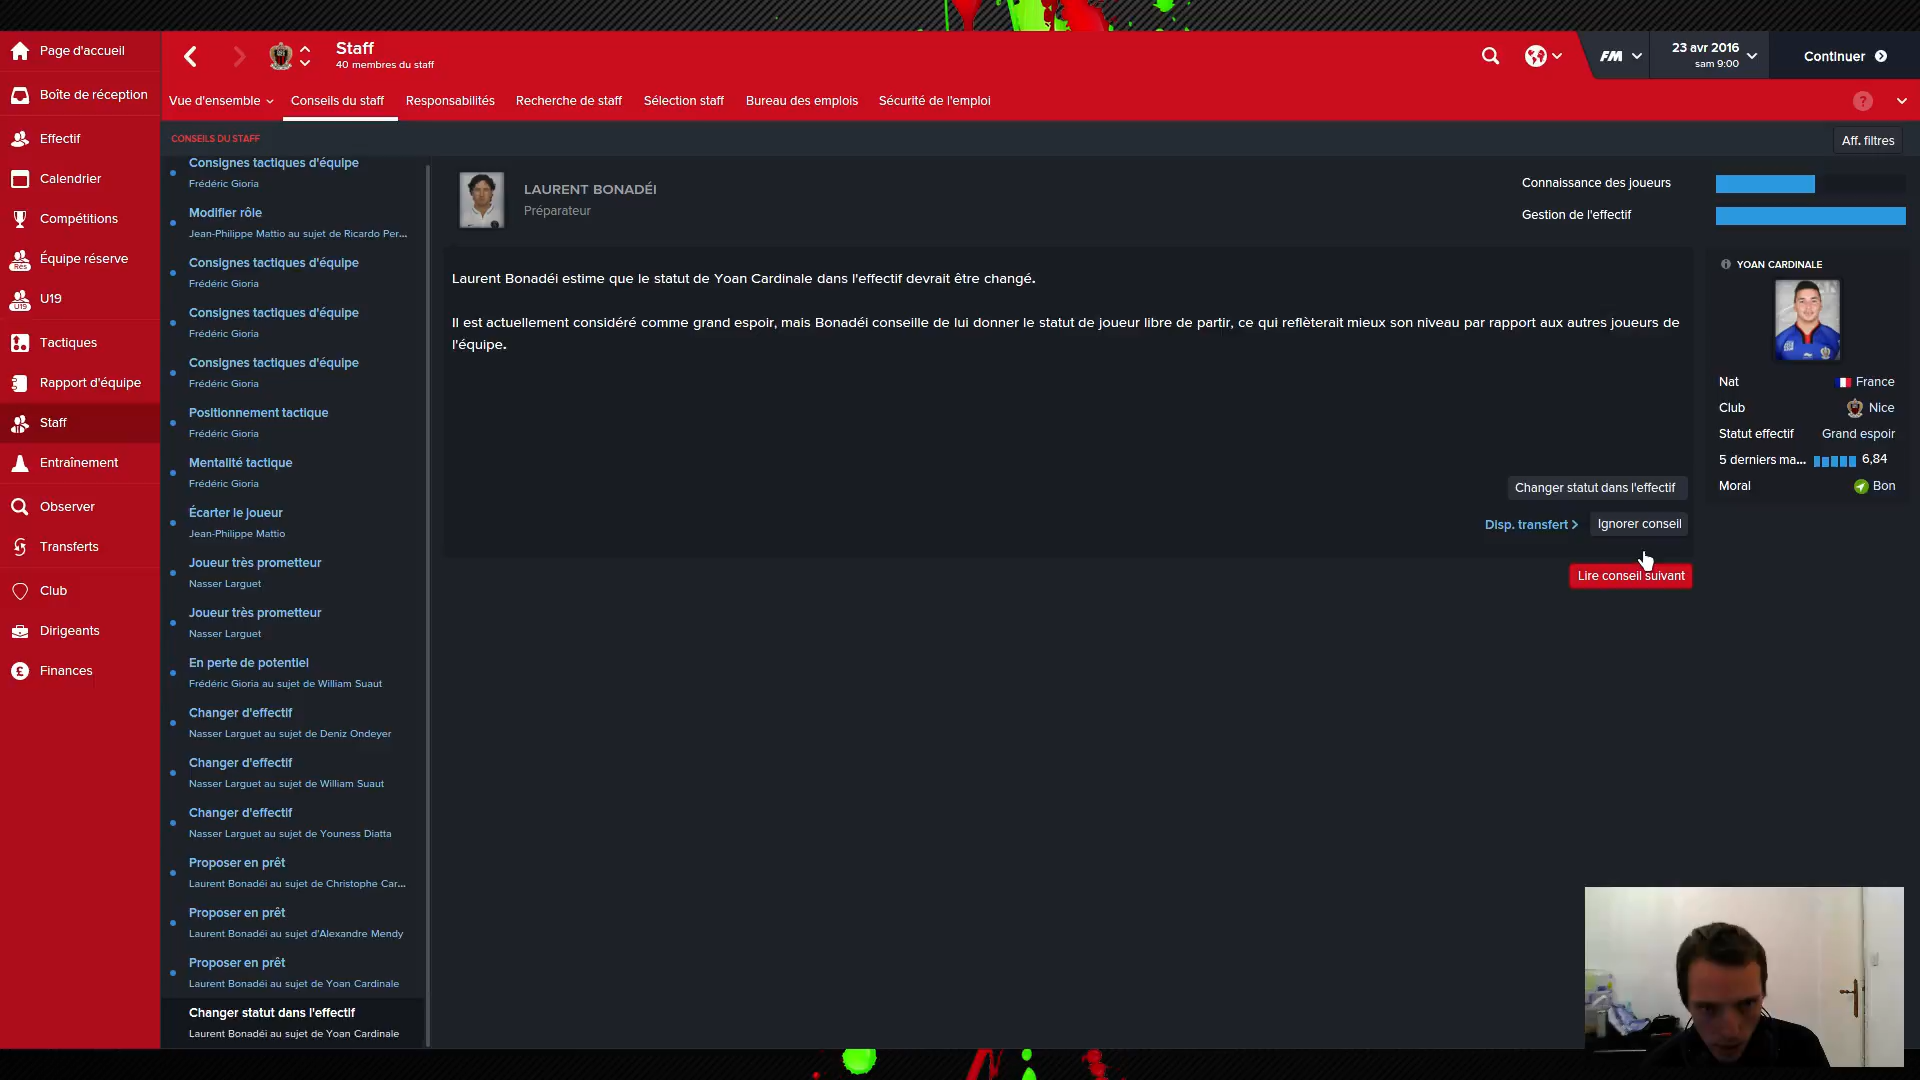 Page d'accueil
Boîte de réception
Effectif
Calendrier
Compétitions
Rés
Équipe réserve
U19
U19
Tactiques
Rapport d'équipe
Staff
Entraînement
Observer
Transferts
Club
Dirigeants
£
Finances
Staff
40 membres du staff
FM
23 avr 2016
sam 9:00
Continuer
Vue d'ensemble
Conseils du staff
Responsabilités
Recherche de staff
Sélection staff
Bureau des emplois
Sécurité de l'emploi
?
CONSEILS DU STAFF
Aff. filtres
Consignes tactiques d'équipe
Frédéric Gioria
Modifier rôle
Jean-Philippe Mattio au sujet de Ricardo Per...
Consignes tactiques d'équipe
Frédéric Gioria
Consignes tactiques d'équipe
Frédéric Gioria
Consignes tactiques d'équipe
Frédéric Gioria
Positionnement tactique
Frédéric Gioria
Mentalité tactique
Frédéric Gioria
Écarter le joueur
Jean-Philippe Mattio
Joueur très prometteur
Nasser Larguet
Joueur très prometteur
Nasser Larguet
En perte de potentiel
Frédéric Gioria au sujet de William Suaut
Changer d'effectif
Nasser Larguet au sujet de Deniz Ondeyer
Changer d'effectif
Nasser Larguet au sujet de William Suaut
Changer d'effectif
Nasser Larguet au sujet de Youness Diatta
Proposer en prêt
Laurent Bonadéi au sujet de Christophe Car...
Proposer en prêt
Laurent Bonadéi au sujet d'Alexandre Mendy
Proposer en prêt
Laurent Bonadéi au sujet de Yoan Cardinale
Changer statut dans l'effectif
Laurent Bonadéi au sujet de Yoan Cardinale
LAURENT BONADÉI
Préparateur
Connaissance des joueurs
Gestion de l'effectif
Laurent Bonadéi estime que le statut de Yoan Cardinale dans l'effectif devrait être changé.
Il est actuellement considéré comme grand espoir, mais Bonadéi conseille de lui donner le statut de joueur libre de partir, ce qui reflèterait mieux son niveau par rapport aux autres joueurs de
l'équipe.
Changer statut dans l'effectif
Disp. transfert
Ignorer conseil
Lire conseil suivant
YOAN CARDINALE
Nat France
Club Nice
Statut effectif Grand espoir
5 derniers ma... 6,84
Moral Bon